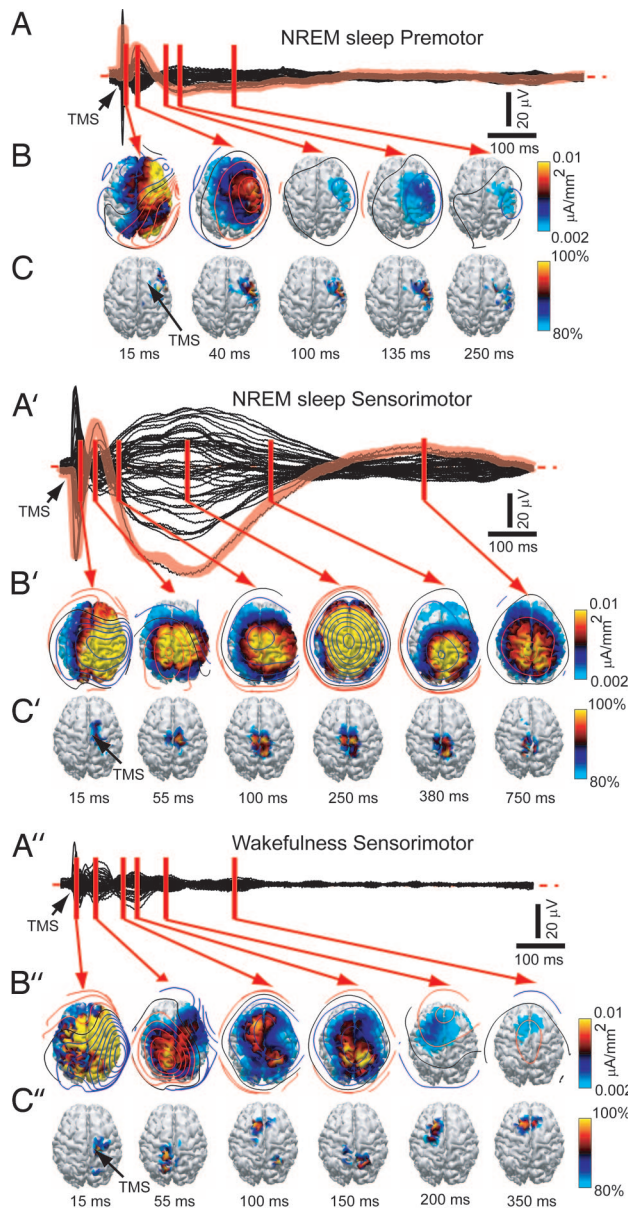 A
NREM sleep Premotor
TMS
20 µV
100 ms
B
0.01
µA/mm2
0.002
C
100%
TMS
80%
15 ms 40 ms 100 ms 135 ms 250 ms
A'
NREM sleep Sensorimotor
TMS
20 µV
100 ms
B'
0.01
µA/mm2
0.002
C'
100%
TMS
80%
15 ms 55 ms 100 ms 250 ms 380 ms 750 ms
A"
Wakefulness Sensorimotor
TMS
20 µV
100 ms
B"
0.01
µA/mm2
0.002
C"
100%
TMS
80%
15 ms 55 ms 100 ms 150 ms 200 ms 350 ms